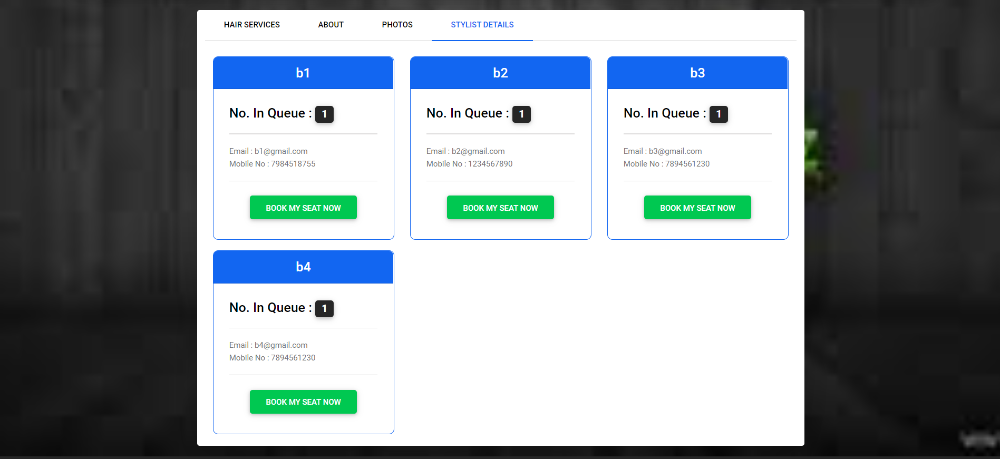 HAIR SERVICES ABOUT PHOTOS STYLIST DETAILS
b1
No. In Queue : 1
Email : b1@gmail.com
Mobile No : 7984518755
BOOK MY SEAT NOW
b2
No. In Queue : 1
Email : b2@gmail.com
Mobile No : 1234567890
BOOK MY SEAT NOW
b3
No. In Queue : 1
Email : b3@gmail.com
Mobile No : 7894561230
BOOK MY SEAT NOW
b4
No. In Queue : 1
Email : b4@gmail.com
Mobile No : 7894561230
BOOK MY SEAT NOW